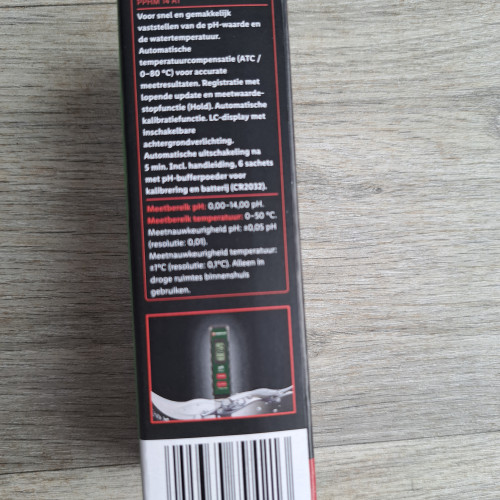 PPHM 14 A1
Voor snel en gemakkelijk
vaststellen van de pH-waarde en
de watertemperatuur.
Automatische
temperatuurcompensatie (ATC /
0–80 °C) voor accurate
meetresultaten. Registratie met
lopende update en meetwaarde-
stopfunctie (Hold). Automatische
kalibratiefunctie. LC-display met
inschakelbare
achtergrondverlichting.
Automatische uitschakeling na
5 min. Incl. handleiding, 6 sachets
met pH-bufferpoeder voor
kalibrering en batterij (CR2032).
Meetbereik pH: 0,00–14,00 pH.
Meetbereik temperatuur: 0–50 °C.
Meetnauwkeurigheid pH: ±0,05 pH
(resolutie: 0,01).
Meetnauwkeurigheid temperatuur:
±1°C (resolutie: 0,1°C). Alleen in
droge ruimtes binnenshuis
gebruiken.